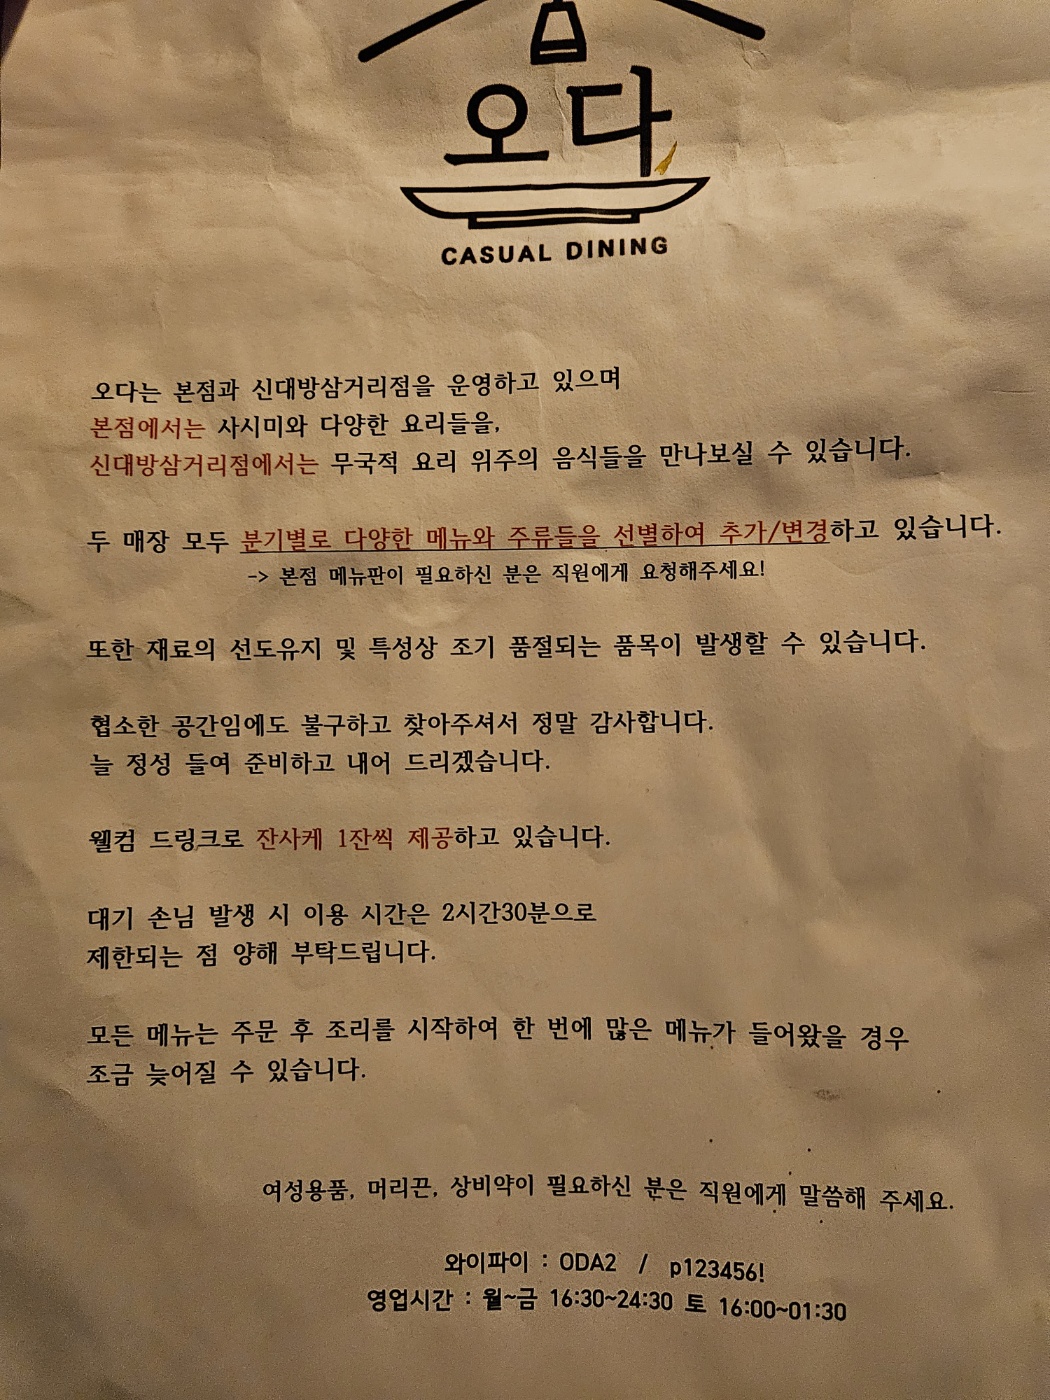 오다
CASUAL DINING
오다는 본점과 신대방삼거리점을 운영하고 있으며
본점에서는 사시미와 다양한 요리들을,
신대방삼거리점에서는 무국적 요리 위주의 음식들을 만나보실 수 있습니다.
두 매장 모두 분기별로 다양한 메뉴와 주류들을 선별하여 추가/변경하고 있습니다.
-> 본점 메뉴판이 필요하신 분은 직원에게 요청해주세요!
또한 재료의 선도유지 및 특성상 조기 품절되는 품목이 발생할 수 있습니다.
협소한 공간임에도 불구하고 찾아주셔서 정말 감사합니다.
늘 정성 들여 준비하고 내어 드리겠습니다.
웰컴 드링크로 잔사케 1잔씩 제공하고 있습니다.
대기 손님 발생 시 이용 시간은 2시간30분으로
제한되는 점 양해 부탁드립니다.
모든 메뉴는 주문 후 조리를 시작하여 한 번에 많은 메뉴가 들어왔을 경우
조금 늦어질 수 있습니다.
여성용품, 머리끈, 상비약이 필요하신 분은 직원에게 말씀해 주세요.
와이파이 : ODA2 / p123456!
영업시간 : 월~금 16:30~24:30 토 16:00~01:30